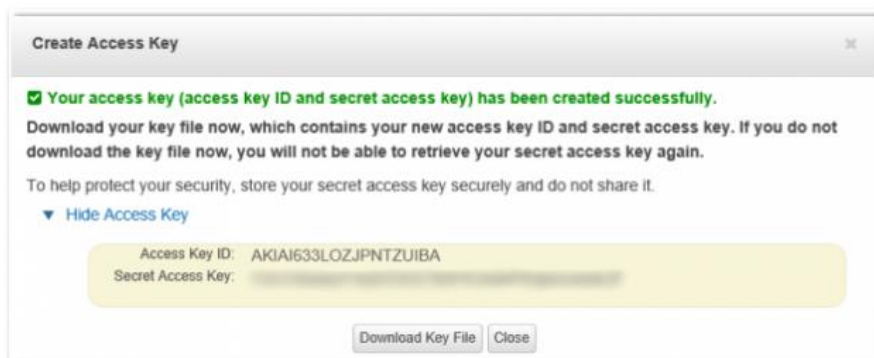 Create Access Key
Your access key (access key ID and secret access key) has been created successfully.
Download your key file now, which contains your new access key ID and secret access key. If you do not
download the key file now, you will not be able to retrieve your secret access key again.
To help protect your security, store your secret access key securely and do not share it.
Hide Access Key
Access Key ID: AKIAI633LOZJPNTZUIBA
Secret Access Key:
Download Key File Close